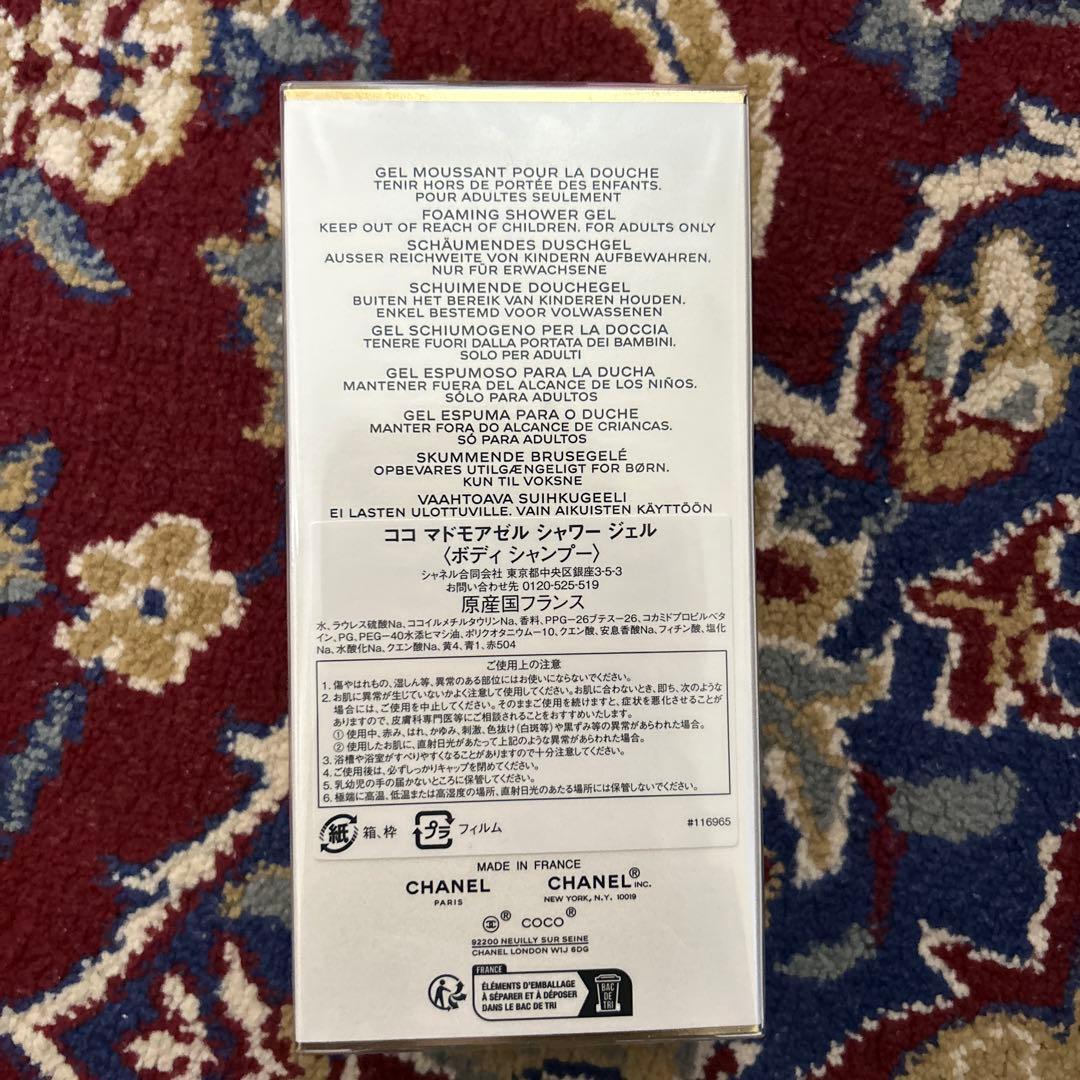 GEL MOUSSANT POUR LA DOUCHE
TENIR HORS DE PORTÉE DES ENFANTS.
POUR ADULTES SEULEMENT
FOAMING SHOWER GEL
KEEP OUT OF REACH OF CHILDREN. FOR ADULTS ONLY
SCHÄUMENDES DUSCHGEL
AUSSER REICHWEITE VON KINDERN AUFBEWAHREN.
NUR FÜR ERWACHSENE
SCHUIMENDE DOUCHEGEL
BUITEN HET BEREIK VAN KINDEREN HOUDEN.
ENKEL BESTEMD VOOR VOLWASSENEN
GEL SCHIUMOGENO PER LA DOCCIA
TENERE FUORI DALLA PORTATA DEI BAMBINI.
SOLO PER ADULTI
GEL ESPUMOSO PARA LA DUCHA
MANTENER FUERA DEL ALCANCE DE LOS NIÑOS.
SÓLO PARA ADULTOS
GEL ESPUMA PARA O DUCHE
MANTER FORA DO ALCANCE DE CRIANCAS.
SÓ PARA ADULTOS
SKUMMENDE BRUSEGELÉ
OPBEVARES UTILGÆNGELIGT FOR BØRN.
KUN TIL VOKSNE
VAAHTOAVA SUIHKUGEELI
EI LASTEN ULOTTUVILLE. VAIN AIKUISTEN KÄYTTÖÖN
ココ マドモアゼル シャワー ジェル
〈ボディ シャンプー〉
シャネル合同会社 東京都中央区銀座3-5-3
お問い合わせ先 0120-525-519
原産国フランス
水、ラウレス硫酸Na、ココイルメチルタウリンNa、香料、PPG-26ブテス-26、コカミドプロピルベタ
イン、PG、PEG-40水添ヒマシ油、ポリクオタニウム-10、クエン酸、安息香酸Na、フィチン酸、塩化
Na、水酸化Na、クエン酸Na、黄4、青1、赤504
ご使用上の注意
1. 傷やはれもの、湿しん等、異常のある部位にはお使いにならないでください。
2. お肌に異常が生じていないかよく注意して使用してください。お肌に合わないとき、即ち、次のような
場合には、ご使用を中止してください。そのままご使用を続けますと、症状を悪化させることが
ありますので、皮膚科専門医等にご相談されることをおすすめいたします。
① 使用中、赤み、はれ、かゆみ、刺激、色抜け(白斑等)や黒ずみ等の異常があらわれた場合。
② 使用したお肌に、直射日光があたって上記のような異常があらわれた場合。
3. 浴槽や浴室がすべりやすくなることがありますので十分注意してください。
4. ご使用後は、必ずしっかりキャップを閉めてください。
5. 乳幼児の手の届かないところに保管してください。
6. 極端に高温、低温または高湿度の場所、直射日光のあたる場所には保管しないでください。
紙 箱、枠 プラ フィルム
#116965
MADE IN FRANCE
CHANEL CHANEL® INC.
PARIS NEW YORK, N.Y. 10019
® COCO®
92200 NEUILLY SUR SEINE
CHANEL LONDON W1J 6DG
FRANCE
ÉLÉMENTS D'EMBALLAGE
À SÉPARER ET À DÉPOSER
DANS LE BAC DE TRI
BAC
DE
TRI